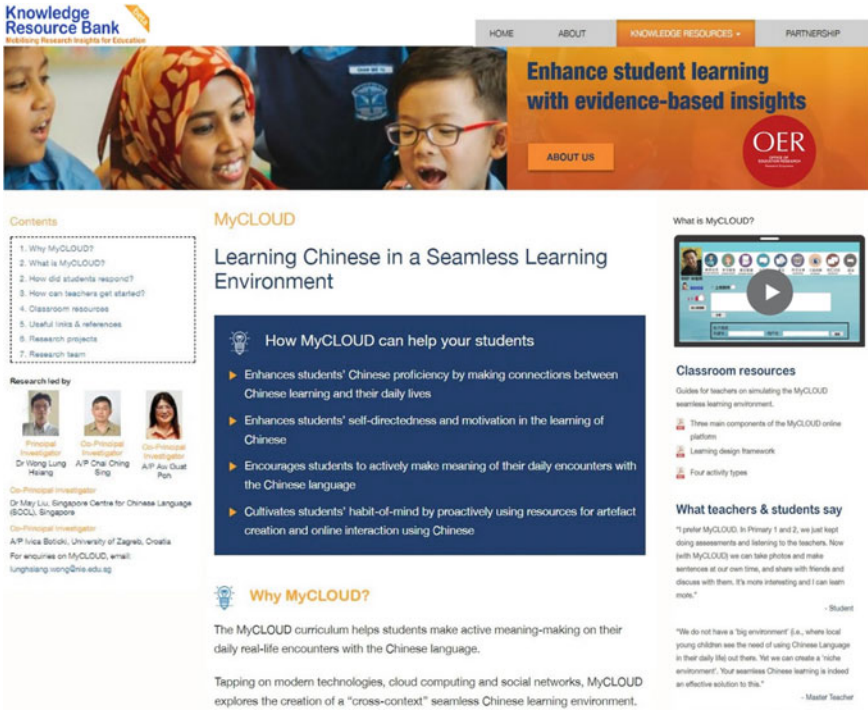 Knowledge
Resource Bank
beta
Mobilising Research Insights for Education
HOME
ABOUT
KNOWLEDGE RESOURCES
PARTNERSHIP
Enhance student learning
with evidence-based insights
ABOUT US
OER
OFFICE OF
EDUCATION RESEARCH
Contents
1. Why MyCLOUD?
2. What is MyCLOUD?
2. How did students respond?
3. How can teachers get started?
4. Classroom resources
5. Useful links & references
6. Research projects
7. Research team
Research led by
Principal
Investigator
Dr Wong Lung
Hsiang
Co-Principal
Investigator
A/P Chai Ching
Sing
Co-Principal
Investigator
A/P Aw Guat
Poh
Co-Principal Investigator
Dr May Liu, Singapore Centre for Chinese Language
(SCCL), Singapore
Co-Principal Investigator
A/P Ivica Boticki, University of Zagreb, Croatia
For enquiries on MyCLOUD, email:
lunghsiang.wong@nie.edu.sg
MyCLOUD
Learning Chinese in a Seamless Learning
Environment
How MyCLOUD can help your students
Enhances students' Chinese proficiency by making connections between
Chinese learning and their daily lives
Enhances students' self-directedness and motivation in the learning of
Chinese
Encourages students to actively make meaning of their daily encounters with
the Chinese language
Cultivates students' habit-of-mind by proactively using resources for artefact
creation and online interaction using Chinese
Why MyCLOUD?
The MyCLOUD curriculum helps students make active meaning-making on their
daily real-life encounters with the Chinese language.
Tapping on modern technologies, cloud computing and social networks, MyCLOUD
explores the creation of a "cross-context" seamless Chinese learning environment.
What is MyCLOUD?
Classroom resources
Guides for teachers on simulating the MyCLOUD
seamless learning environment.
Three main components of the MyCLOUD online
platform
Learning design framework
Four activity types
What teachers & students say
"I prefer MyCLOUD. In Primary 1 and 2, we just kept
doing assessments and listening to the teachers. Now
(with MyCLOUD) we can take photos and make
sentences at our own time, and share with friends and
discuss with them. It's more interesting and I can learn
more."
- Student
"We do not have a 'big environment' (i.e., where local
young children see the need of using Chinese Language
in their daily life) out there. Yet we can create a 'niche
environment'. Your seamless Chinese learning is indeed
an effective solution to this."
- Master Teacher